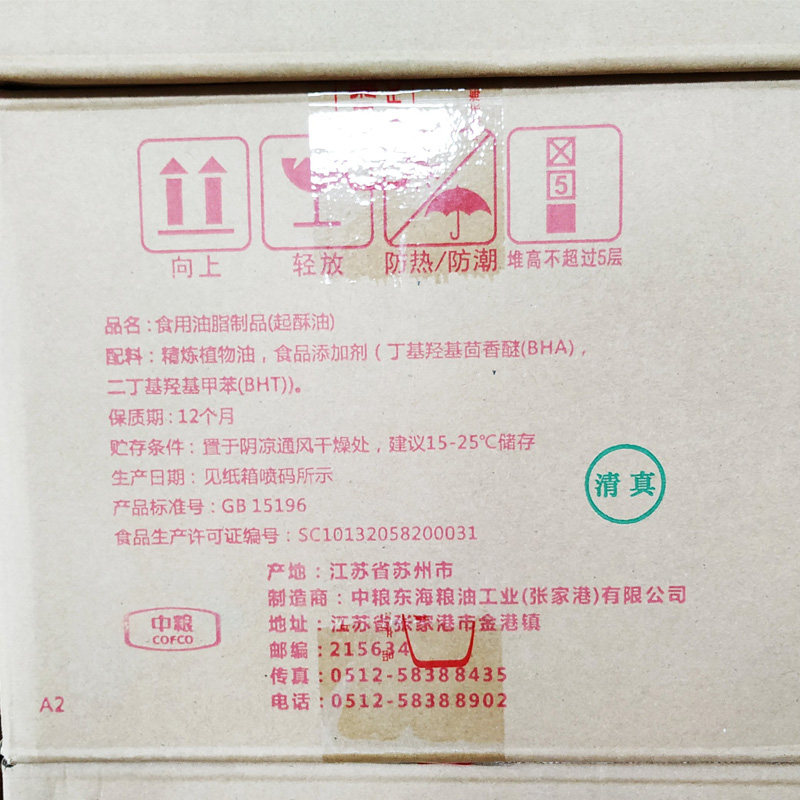 向上
轻放
防热/防潮
堆高不超过5层
5
品名：食用油脂制品(起酥油)
配料：精炼植物油，食品添加剂（丁基羟基茴香醚(BHA)，
二丁基羟基甲苯(BHT))。
保质期：12个月
贮存条件：置于阴凉通风干燥处，建议15-25℃储存
生产日期：见纸箱喷码所示
产品标准号：GB 15196
食品生产许可证编号：SC10132058200031
清真
产地：江苏省苏州市
制造商：中粮东海粮油工业(张家港)有限公司
地址：江苏省张家港市金港镇
邮编：215634
传真：0512-58388435
电话：0512-58388902
中粮
COFCO
A2